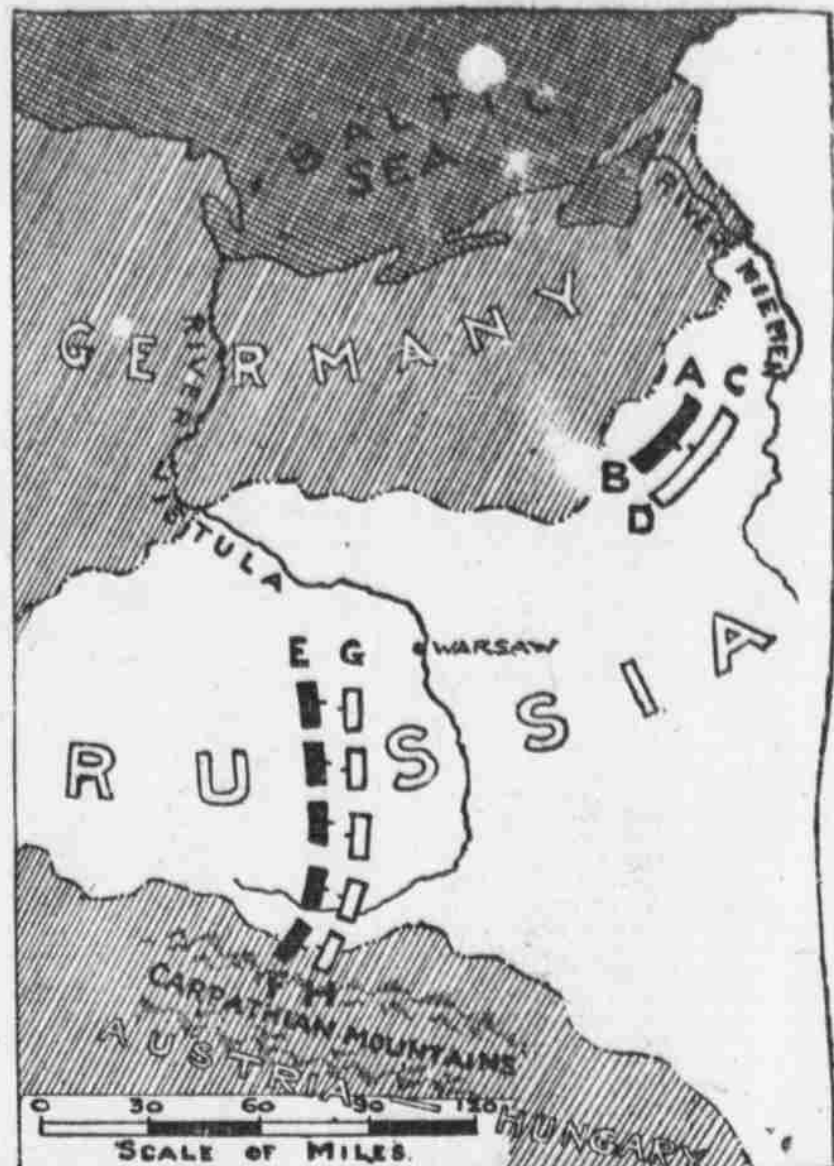 BALTIC
SEA
RIVER NIEMEN
GERMANY
RIVER VISTULA
A C
B
D
E G
WARSAW
RUSSIA
F H
CARPATHIAN MOUNTAINS
AUSTRIA-HUNGARY
0 30 60 90 120
SCALE OF MILES.